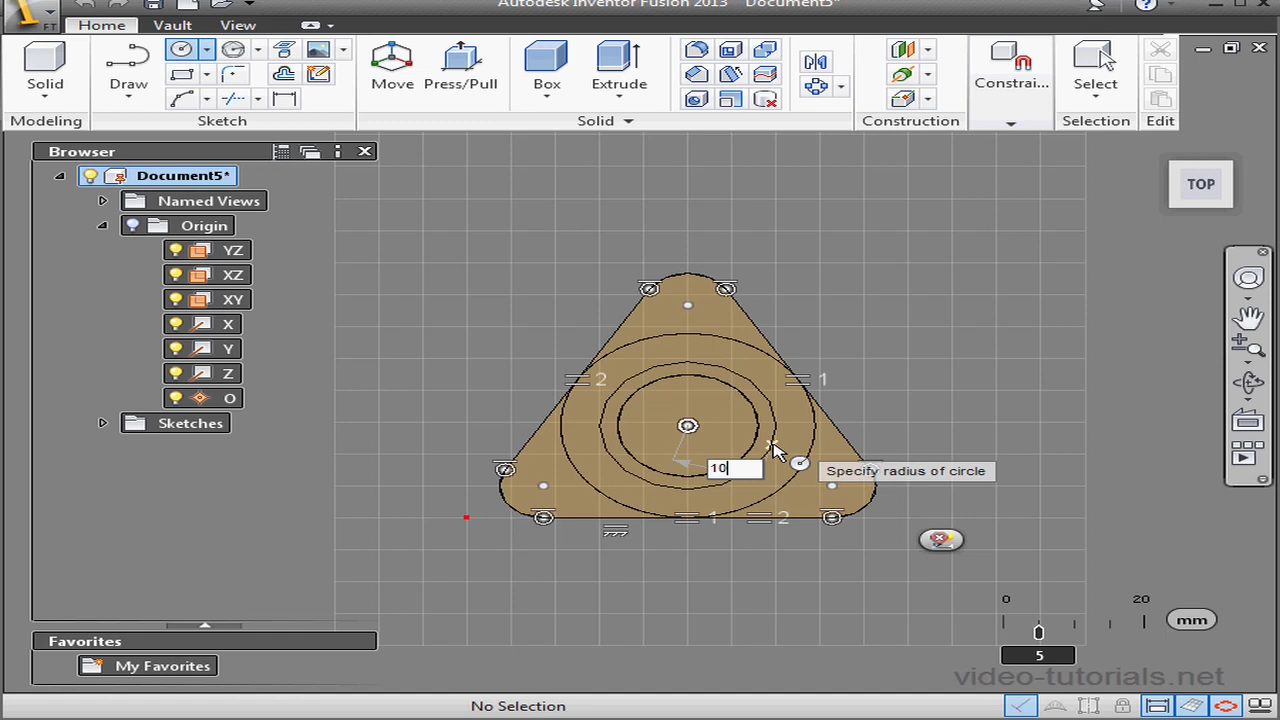 Autodesk Inventor Fusion 2013 Document5*
FT
Home Vault View
Solid Draw Move Press/Pull Box Extrude Constrai... Select
Modeling Sketch Solid Construction Selection Edit
Browser
Document5*
Named Views
Origin
YZ
XZ
XY
X
Y
Z
O
Sketches
TOP
2 1
10
Specify radius of circle
1 2
0 20
mm
5
Favorites
My Favorites
video-tutorials.net
No Selection